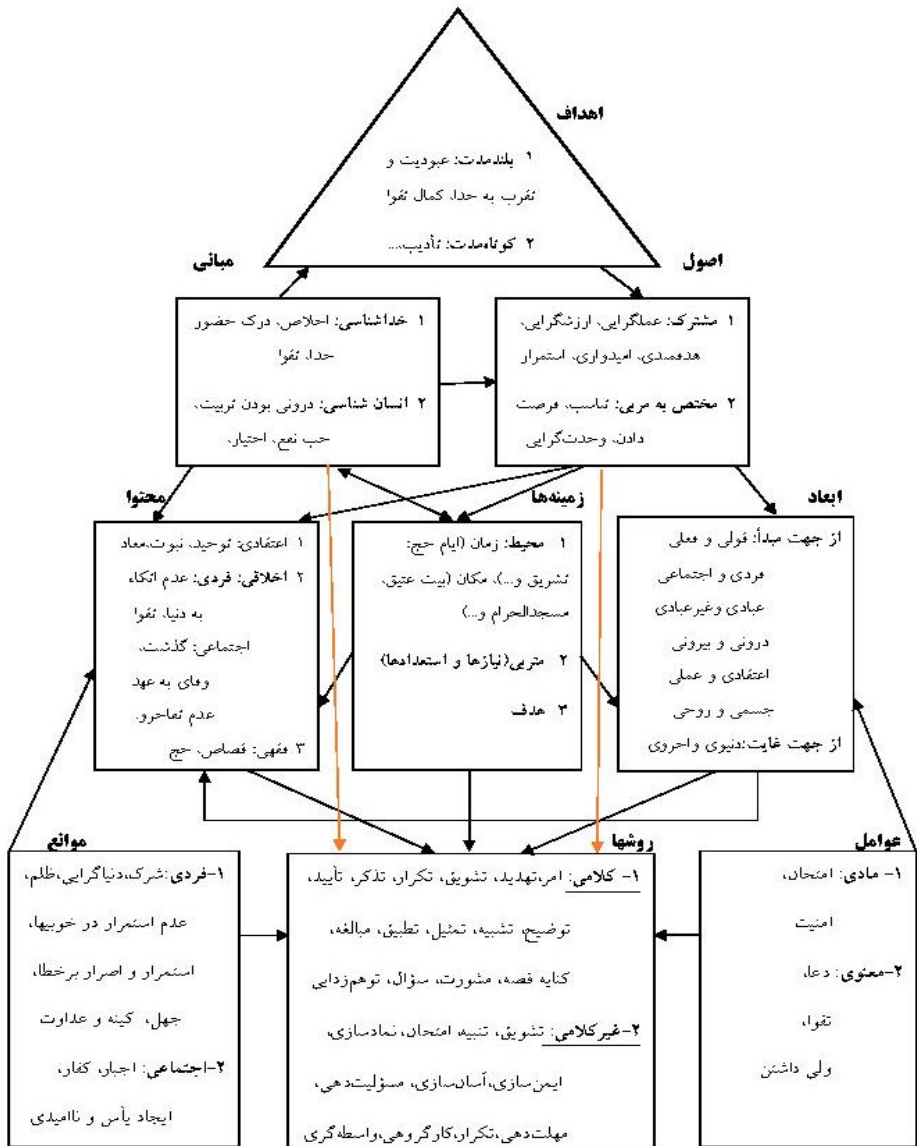 اهداف
۱ بلندمدت: عبودیت و
تقرب به خدا، کمال تقوا
۲ کوتاه‌مدت: تأدیب....
اصول
۱ مشترک: عملگرایی، ارزشگرایی،
هدفمندی، امیدواری، استمرار
۲ مختص به مربی: تناسب، فرصت
دادن، وحدت‌گرایی
مبانی
۱ خداشناسی: اخلاص، درک حضور
خدا، تقوا
۲ انسان شناسی: درونی بودن تربیت،
حب نفع، اختیار،
ابعاد
از جهت مبدأ: قولی و فعلی
فردی و اجتماعی
عبادی وغیرعبادی
درونی و بیرونی
اعتقادی و عملی
جسمی و روحی
از جهت غایت:دنیوی واخروی
زمینه‌ها
۱ محیط: زمان (ایام حج:
تشریق و...)، مکان (بیت عتیق،
مسجدالحرام و...)
۲ متربی(نیازها و استعدادها)
۳ هدف
محتوا
۱ اعتقادی: توحید، نبوت،معاد
۲ اخلاقی: فردی: عدم اتکاء
به دنیا، تقوا
اجتماعی: گذشت،
وفای به عهد
عدم تفاخرو.
۳ فقهی: قصاص، حج
عوامل
۱- مادی: امتحان،
امنیت
۲-معنوی: دعا،
تقوا،
ولی داشتن
روشها
۱- کلامی: امر،تهدید، تشویق، تکرار، تذکر، تأیید،
توضیح، تشبیه، تمثیل، تطبیق، مبالغه،
کنایه قصه، مشورت، سؤال، توهم‌زدایی
۲-غیرکلامی: تشویق، تنبیه، امتحان، نمادسازی،
ایمن‌سازی، آسان‌سازی، مسؤلیت‌دهی،
مهلت‌دهی،تکرار،کارگروهی،واسطه‌گری
موانع
۱-فردی:شرک،دنیاگرایی،ظلم،
عدم استمرار در خوبیها،
استمرار و اصرار برخطا،
جهل، کینه و عداوت
۲-اجتماعی: اجبار، کفار،
ایجاد یأس و ناامیدی